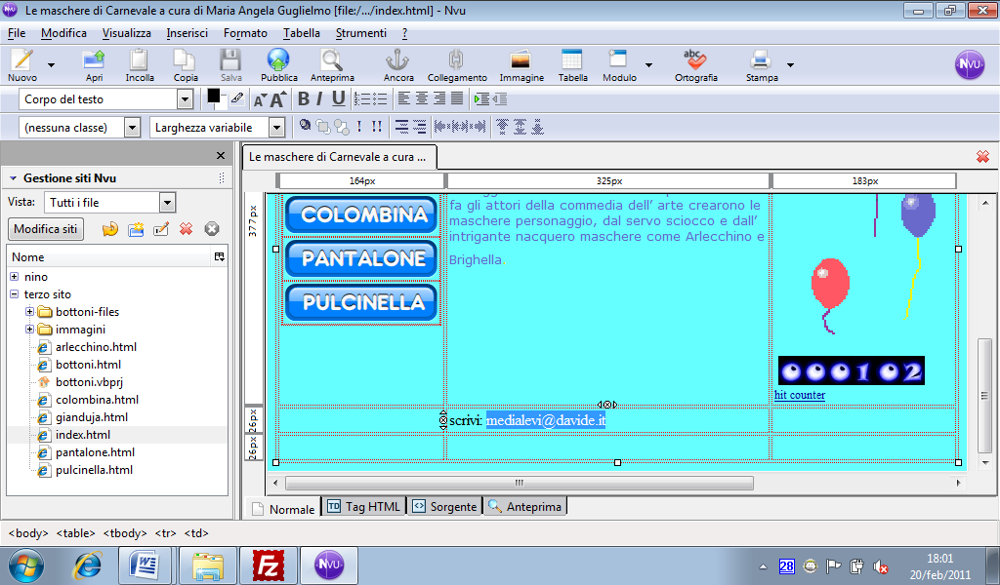 Le maschere di Carnevale a cura di Maria Angela Guglielmo [file:/.../index.html] - Nvu
File Modifica Visualizza Inserisci Formato Tabella Strumenti ?
Nuovo Apri Incolla Copia Salva Pubblica Anteprima Ancora Collegamento Immagine Tabella Modulo Ortografia Stampa
Corpo del testo
B I U
(nessuna classe) Larghezza variabile
Le maschere di Carnevale a cura ...
Gestione siti Nvu
Vista: Tutti i file
Modifica siti
Nome
nino
terzo sito
bottoni-files
immagini
arlecchino.html
bottoni.html
bottoni.vbprj
colombina.html
gianduja.html
index.html
pantalone.html
pulcinella.html
164px 325px 183px
377px
COLOMBINA
PANTALONE
PULCINELLA
fa gli attori della commedia dell' arte crearono le
maschere personaggio, dal servo sciocco e dall'
intrigante nacquero maschere come Arlecchino e
Brighella.
000102
hit counter
26px
scrivi: medialevi@davide.it
26px
Normale Tag HTML Sorgente Anteprima
<body> <table> <tbody> <tr> <td>
28
18:01
20/feb/2011